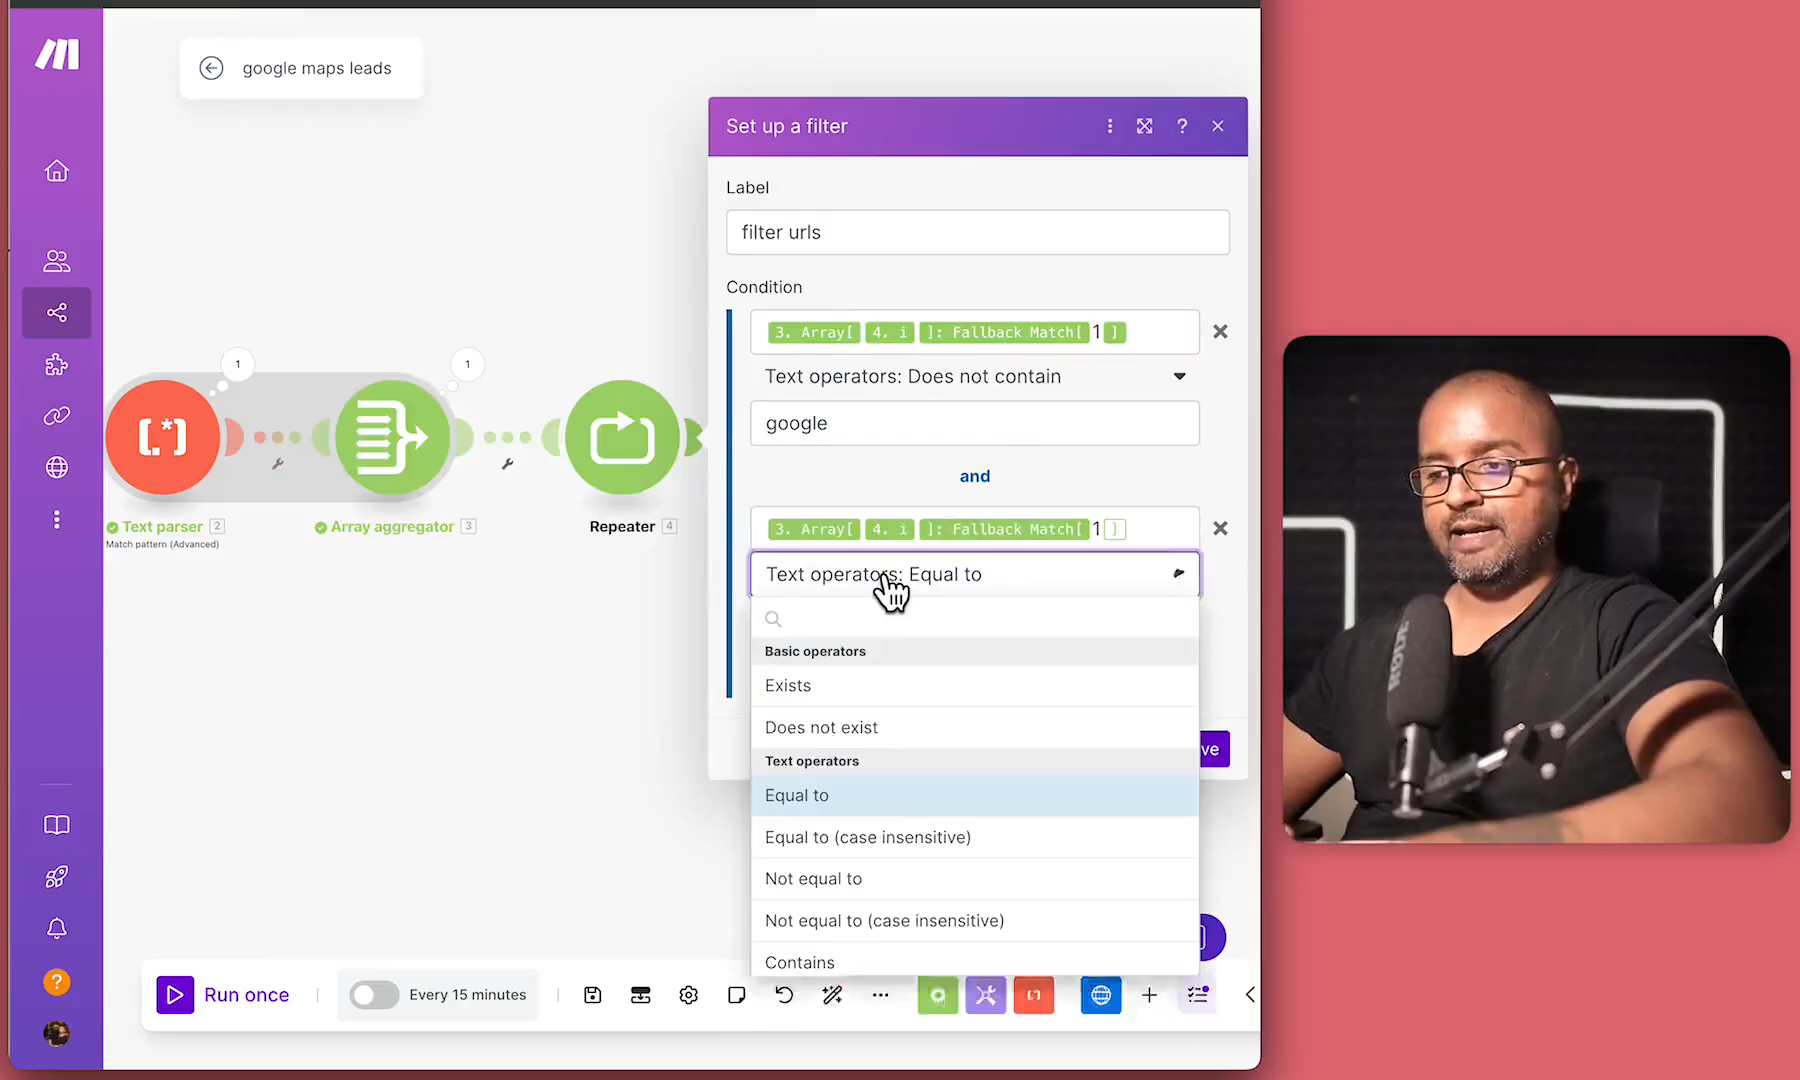 google maps leads
Set up a filter
Label
filter urls
Condition
3. Array[ 4. i ]: Fallback Match[ 1 ]
Text operators: Does not contain
google
and
3. Array[ 4. i ]: Fallback Match[ 1 ]
Text operators: Equal to
Basic operators
Exists
Does not exist
Text operators
Equal to
Equal to (case insensitive)
Not equal to
Not equal to (case insensitive)
Contains
ve
1
1
[.*]
Text parser 2
Match pattern (Advanced)
Array aggregator 3
Repeater 4
Run once
Every 15 minutes
RODE